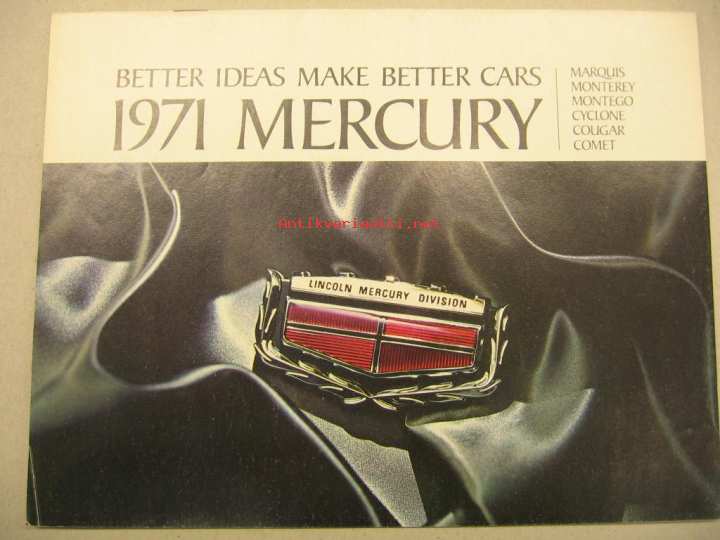 BETTER IDEAS MAKE BETTER CARS
1971 MERCURY
MARQUIS
MONTEREY
MONTEGO
CYCLONE
COUGAR
COMET
Antikvariaatti.net
LINCOLN MERCURY DIVISION